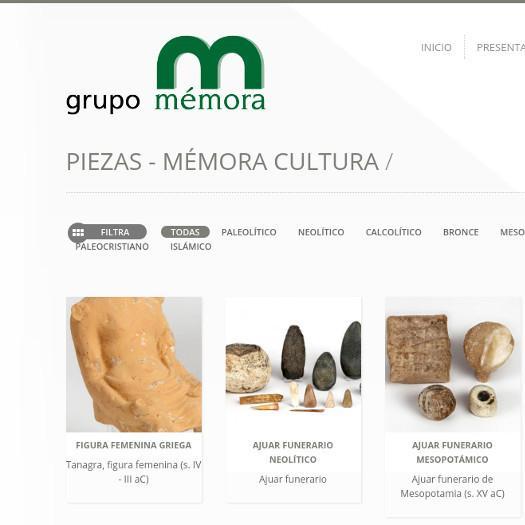 INICIO
PRESENTA
grupo mémora
PIEZAS - MÉMORA CULTURA /
FILTRA TODAS PALEOLÍTICO NEOLÍTICO CALCOLÍTICO BRONCE MESO
PALEOCRISTIANO ISLÁMICO
FIGURA FEMENINA GRIEGA
Tanagra, figura femenina (s. IV
- III aC)
AJUAR FUNERARIO
NEOLÍTICO
Ajuar funerario
AJUAR FUNERARIO
MESOPOTÁMICO
Ajuar funerario de
Mesopotamia (s. XV aC)